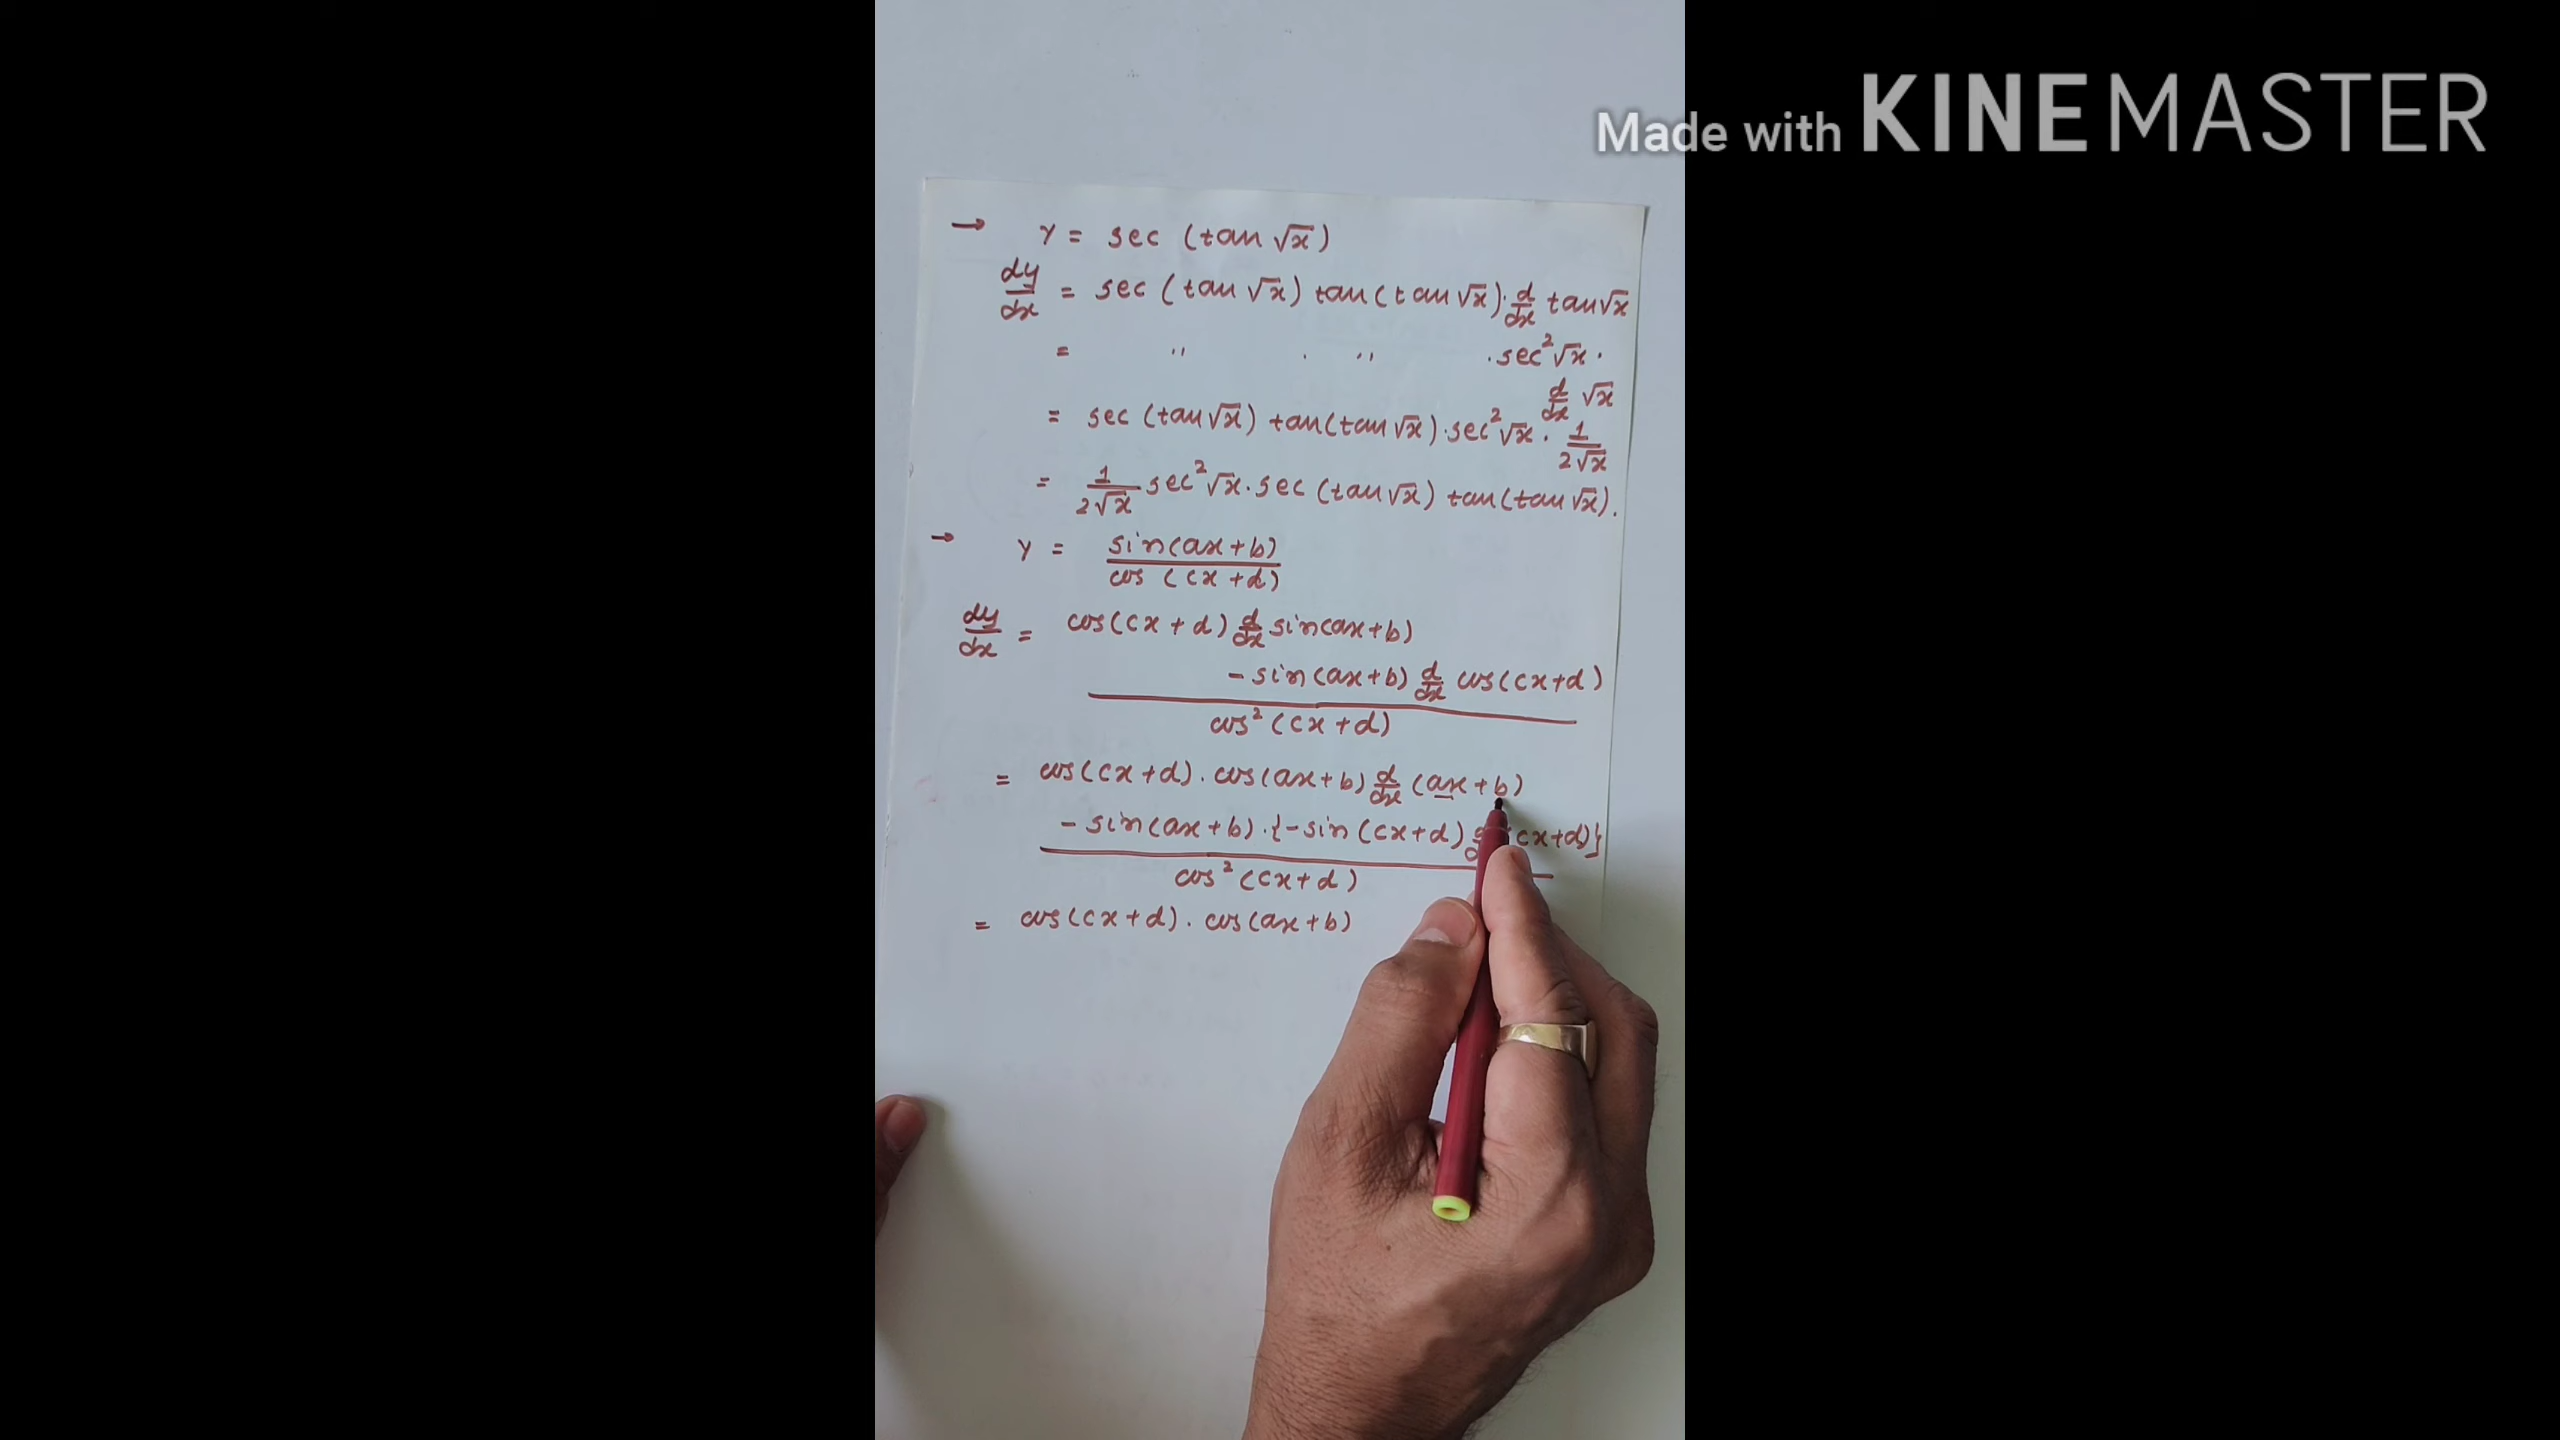 Made with KINEMASTER
→ y = sec (tan √x)
dy/dx = sec (tan √x) tan (tan √x) · d/dx tan √x
= " · " · sec² √x ·
d/dx √x
= sec (tan √x) tan (tan √x) · sec² √x · 1/2√x
= 1/2√x sec² √x · sec (tan √x) tan (tan √x).
→ y = sin(ax+b)/cos (cx+d)
dy/dx = cos(cx+d) d/dx sin(ax+b)
- sin(ax+b) d/dx cos(cx+d)
cos² (cx+d)
= cos(cx+d) · cos(ax+b) d/dx (ax+b)
- sin(ax+b) · {-sin (cx+d) cx+d)}
cos² (cx+d)
= cos(cx+d) · cos(ax+b)